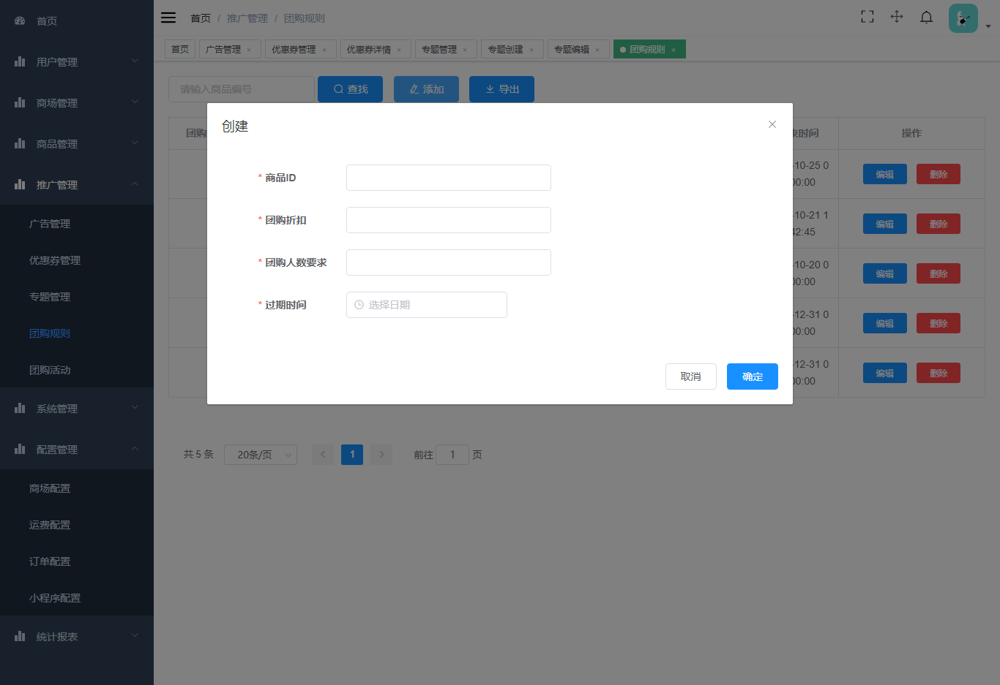 首页
用户管理
商场管理
商品管理
推广管理
广告管理
优惠券管理
专题管理
团购规则
团购活动
系统管理
配置管理
商场配置
运费配置
订单配置
小程序配置
统计报表
首页 / 推广管理 / 团购规则
首页 广告管理 × 优惠券管理 × 优惠券详情 × 专题管理 × 专题创建 × 专题编辑 × 团购规则 ×
请输入商品编号 查找 添加 导出
团购 时间 操作
创建
* 商品ID
* 团购折扣
* 团购人数要求
* 过期时间 选择日期
取消 确定
-10-25 0
00:00 编辑 删除
-10-21 1
42:45 编辑 删除
-10-20 0
00:00 编辑 删除
-12-31 0
00:00 编辑 删除
-12-31 0
00:00 编辑 删除
共 5 条 20条/页 1 前往 1 页